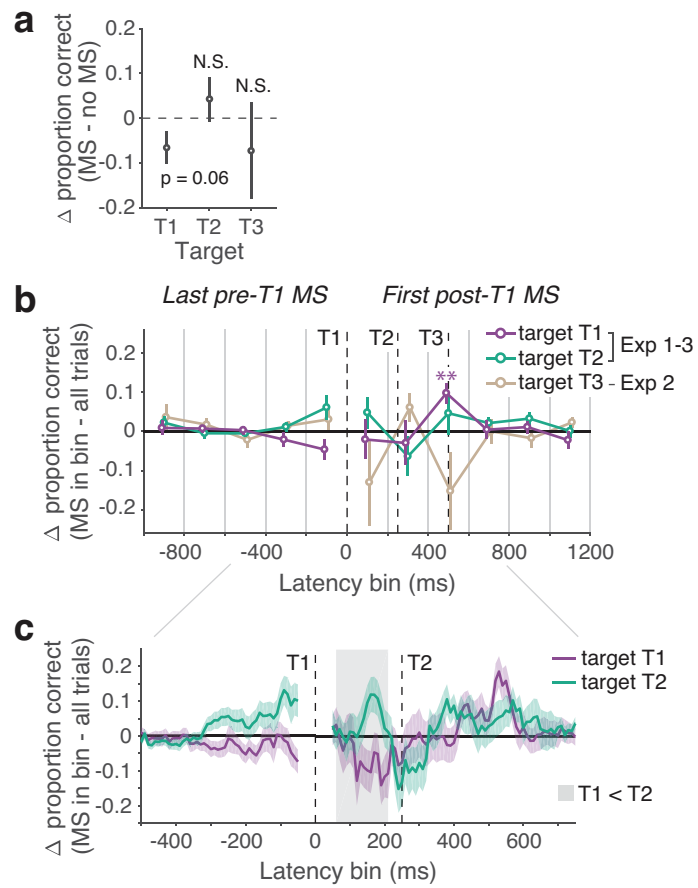 a
Δ proportion correct
(MS - no MS)
0.2
0.1
0
-0.1
0.2
N.S.
N.S.
p = 0.06
T1 T2 T3
Target
b
Last pre-T1 MS
First post-T1 MS
Δ proportion correct
(MS in bin - all trials)
0.2
0.1
0
-0.1
-0.2
T1
T2
T3
**
target T1
target T2
Exp 1-3
target T3 - Exp 2
-800 -400 0 400 800 1200
Latency bin (ms)
c
Δ proportion correct
(MS in bin - all trials)
0.2
0.1
0
-0.1
-0.2
T1
T2
target T1
target T2
T1 < T2
-400 -200 0 200 400 600
Latency bin (ms)